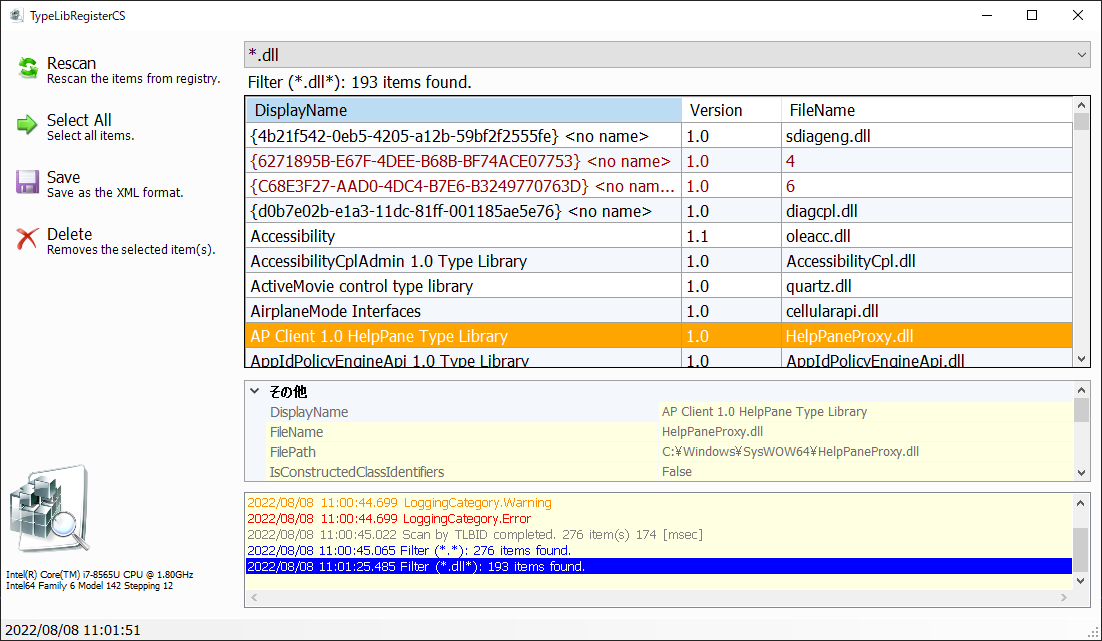 TypeLibRegisterCS
Rescan
Rescan the items from registry.
Select All
Select all items.
Save
Save as the XML format.
Delete
Removes the selected item(s).
*.dll
Filter (*.dll*): 193 items found.
DisplayName Version FileName
{4b21f542-0eb5-4205-a12b-59bf2f2555fe} <no name> 1.0 sdiageng.dll
{6271895B-E67F-4DEE-B68B-BF74ACE07753} <no name> 1.0 4
{C68E3F27-AAD0-4DC4-B7E6-B3249770763D} <no nam... 1.0 6
{d0b7e02b-e1a3-11dc-81ff-001185ae5e76} <no name> 1.0 diagcpl.dll
Accessibility 1.1 oleacc.dll
AccessibilityCplAdmin 1.0 Type Library 1.0 AccessibilityCpl.dll
ActiveMovie control type library 1.0 quartz.dll
AirplaneMode Interfaces 1.0 cellularapi.dll
AP Client 1.0 HelpPane Type Library 1.0 HelpPaneProxy.dll
AppIdPolicyEngineApi 1.0 Type Library 1.0 AppIdPolicyEngineApi.dll
その他
DisplayName AP Client 1.0 HelpPane Type Library
FileName HelpPaneProxy.dll
FilePath C:¥Windows¥SysWOW64¥HelpPaneProxy.dll
IsConstructedClassIdentifiers False
2022/08/08 11:00:44.699 LoggingCategory.Warning
2022/08/08 11:00:44.699 LoggingCategory.Error
2022/08/08 11:00:45.022 Scan by TLBID completed. 276 item(s) 174 [msec]
2022/08/08 11:00:45.065 Filter (*.*): 276 items found.
2022/08/08 11:01:25.485 Filter (*.dll*): 193 items found.
Intel(R) Core(TM) i7-8565U CPU @ 1.80GHz
Intel64 Family 6 Model 142 Stepping 12
2022/08/08 11:01:51